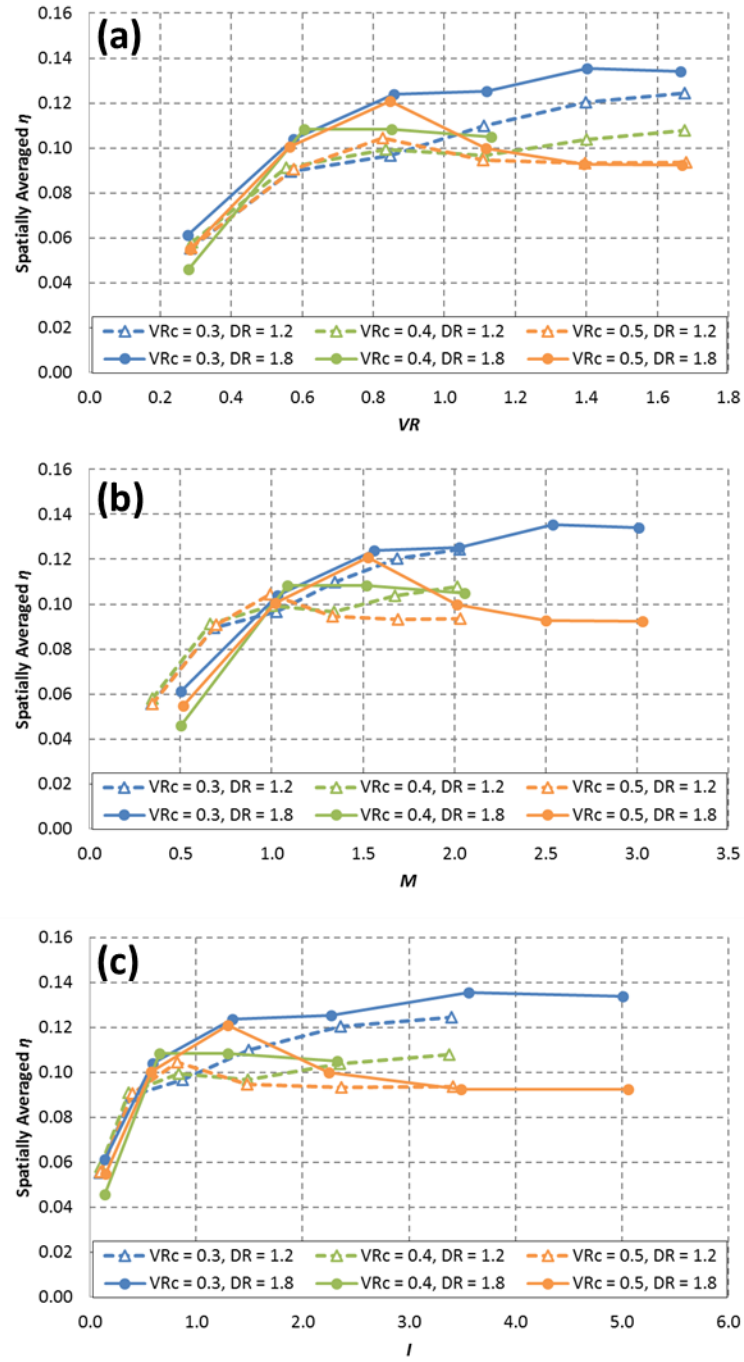 (a)
Spatially Averaged η
0.16
0.14
0.12
0.10
0.08
0.06
0.04
0.02
0.00
VRc = 0.3, DR = 1.2 VRc = 0.4, DR = 1.2 VRc = 0.5, DR = 1.2
VRc = 0.3, DR = 1.8 VRc = 0.4, DR = 1.8 VRc = 0.5, DR = 1.8
0.0 0.2 0.4 0.6 0.8 1.0 1.2 1.4 1.6 1.8
VR
(b)
Spatially Averaged η
0.16
0.14
0.12
0.10
0.08
0.06
0.04
0.02
0.00
VRc = 0.3, DR = 1.2 VRc = 0.4, DR = 1.2 VRc = 0.5, DR = 1.2
VRc = 0.3, DR = 1.8 VRc = 0.4, DR = 1.8 VRc = 0.5, DR = 1.8
0.0 0.5 1.0 1.5 2.0 2.5 3.0 3.5
M
(c)
Spatially Averaged η
0.16
0.14
0.12
0.10
0.08
0.06
0.04
0.02
0.00
VRc = 0.3, DR = 1.2 VRc = 0.4, DR = 1.2 VRc = 0.5, DR = 1.2
VRc = 0.3, DR = 1.8 VRc = 0.4, DR = 1.8 VRc = 0.5, DR = 1.8
0.0 1.0 2.0 3.0 4.0 5.0 6.0
I